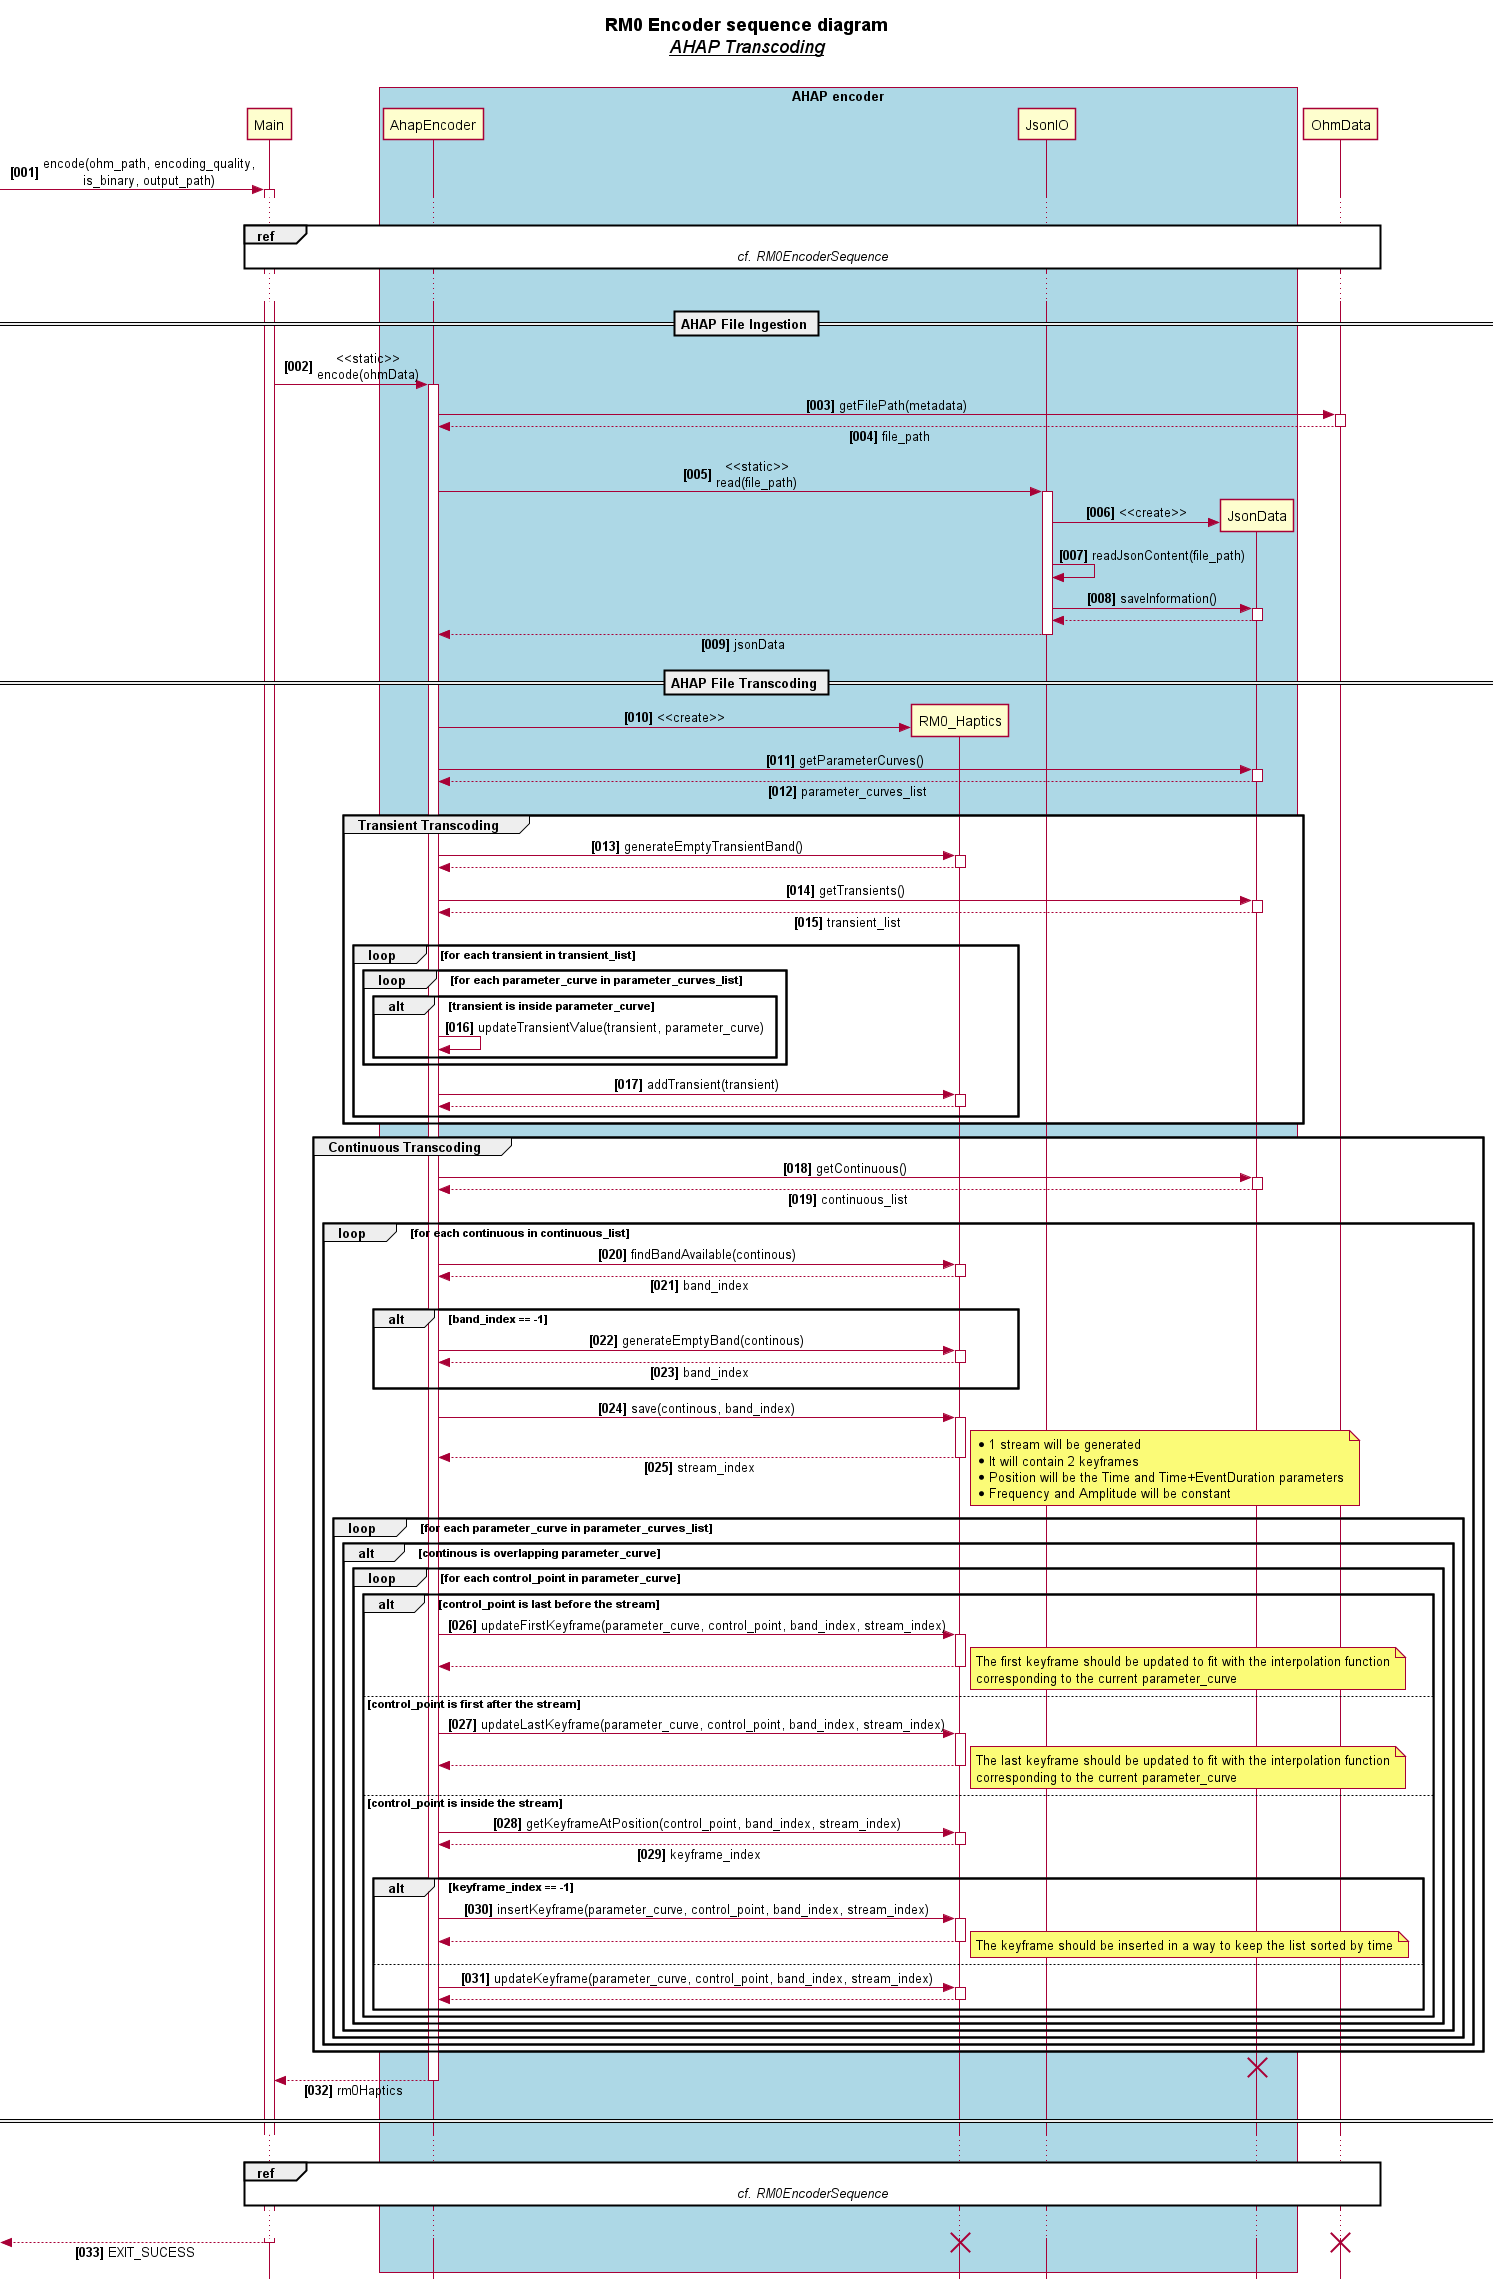 RM0 Encoder sequence diagram
AHAP Transcoding
AHAP encoder
Main
AhapEncoder
JsonIO
OhmData
[001] encode(ohm_path, encoding_quality,
is_binary, output_path)
ref
cf. RM0EncoderSequence
AHAP File Ingestion
[002] <<static>>
encode(ohmData)
[003] getFilePath(metadata)
[004] file_path
[005] <<static>>
read(file_path)
[006] <<create>>
JsonData
[007] readJsonContent(file_path)
[008] saveInformation()
[009] jsonData
AHAP File Transcoding
[010] <<create>>
RM0_Haptics
[011] getParameterCurves()
[012] parameter_curves_list
Transient Transcoding
[013] generateEmptyTransientBand()
[014] getTransients()
[015] transient_list
loop [for each transient in transient_list]
loop [for each parameter_curve in parameter_curves_list]
alt [transient is inside parameter_curve]
[016] updateTransientValue(transient, parameter_curve)
[017] addTransient(transient)
Continuous Transcoding
[018] getContinuous()
[019] continuous_list
loop [for each continuous in continuous_list]
[020] findBandAvailable(continous)
[021] band_index
alt [band_index == -1]
[022] generateEmptyBand(continous)
[023] band_index
[024] save(continous, band_index)
• 1 stream will be generated
• It will contain 2 keyframes
• Position will be the Time and Time+EventDuration parameters
• Frequency and Amplitude will be constant
[025] stream_index
loop [for each parameter_curve in parameter_curves_list]
alt [continous is overlapping parameter_curve]
loop [for each control_point in parameter_curve]
alt [control_point is last before the stream]
[026] updateFirstKeyframe(parameter_curve, control_point, band_index, stream_index)
The first keyframe should be updated to fit with the interpolation function
corresponding to the current parameter_curve
[control_point is first after the stream]
[027] updateLastKeyframe(parameter_curve, control_point, band_index, stream_index)
The last keyframe should be updated to fit with the interpolation function
corresponding to the current parameter_curve
[control_point is inside the stream]
[028] getKeyframeAtPosition(control_point, band_index, stream_index)
[029] keyframe_index
alt [keyframe_index == -1]
[030] insertKeyframe(parameter_curve, control_point, band_index, stream_index)
The keyframe should be inserted in a way to keep the list sorted by time
[031] updateKeyframe(parameter_curve, control_point, band_index, stream_index)
[032] rm0Haptics
ref
cf. RM0EncoderSequence
[033] EXIT_SUCESS